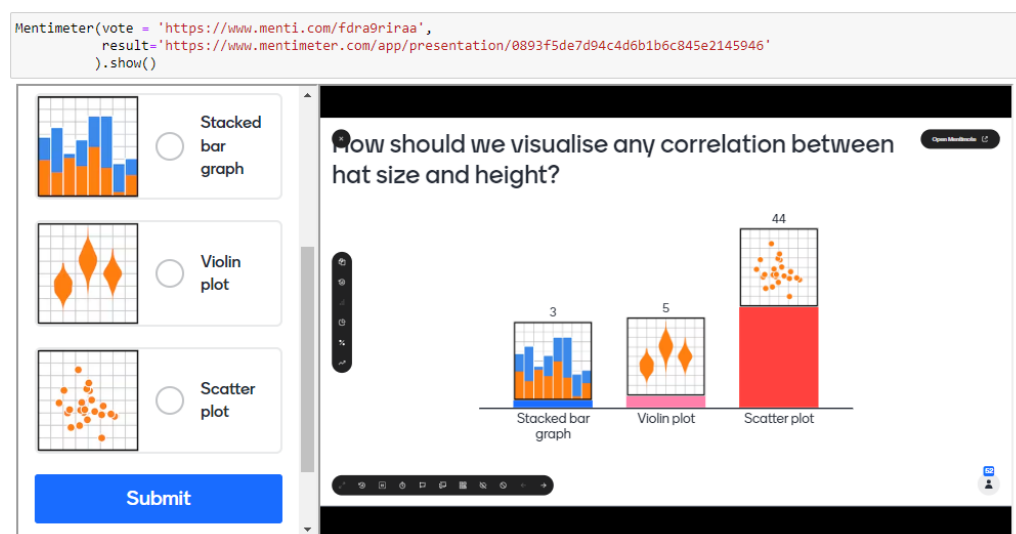 Mentimeter(vote = 'https://www.menti.com/fdra9riraa',
result='https://www.mentimeter.com/app/presentation/0893f5de7d94c4d6b1b6c845e2145946'
).show()
Stacked
bar
graph
Violin
plot
Scatter
plot
Submit
How should we visualise any correlation between
hat size and height?
Open Mentimote
44
3
5
Stacked bar
graph
Violin plot
Scatter plot
52